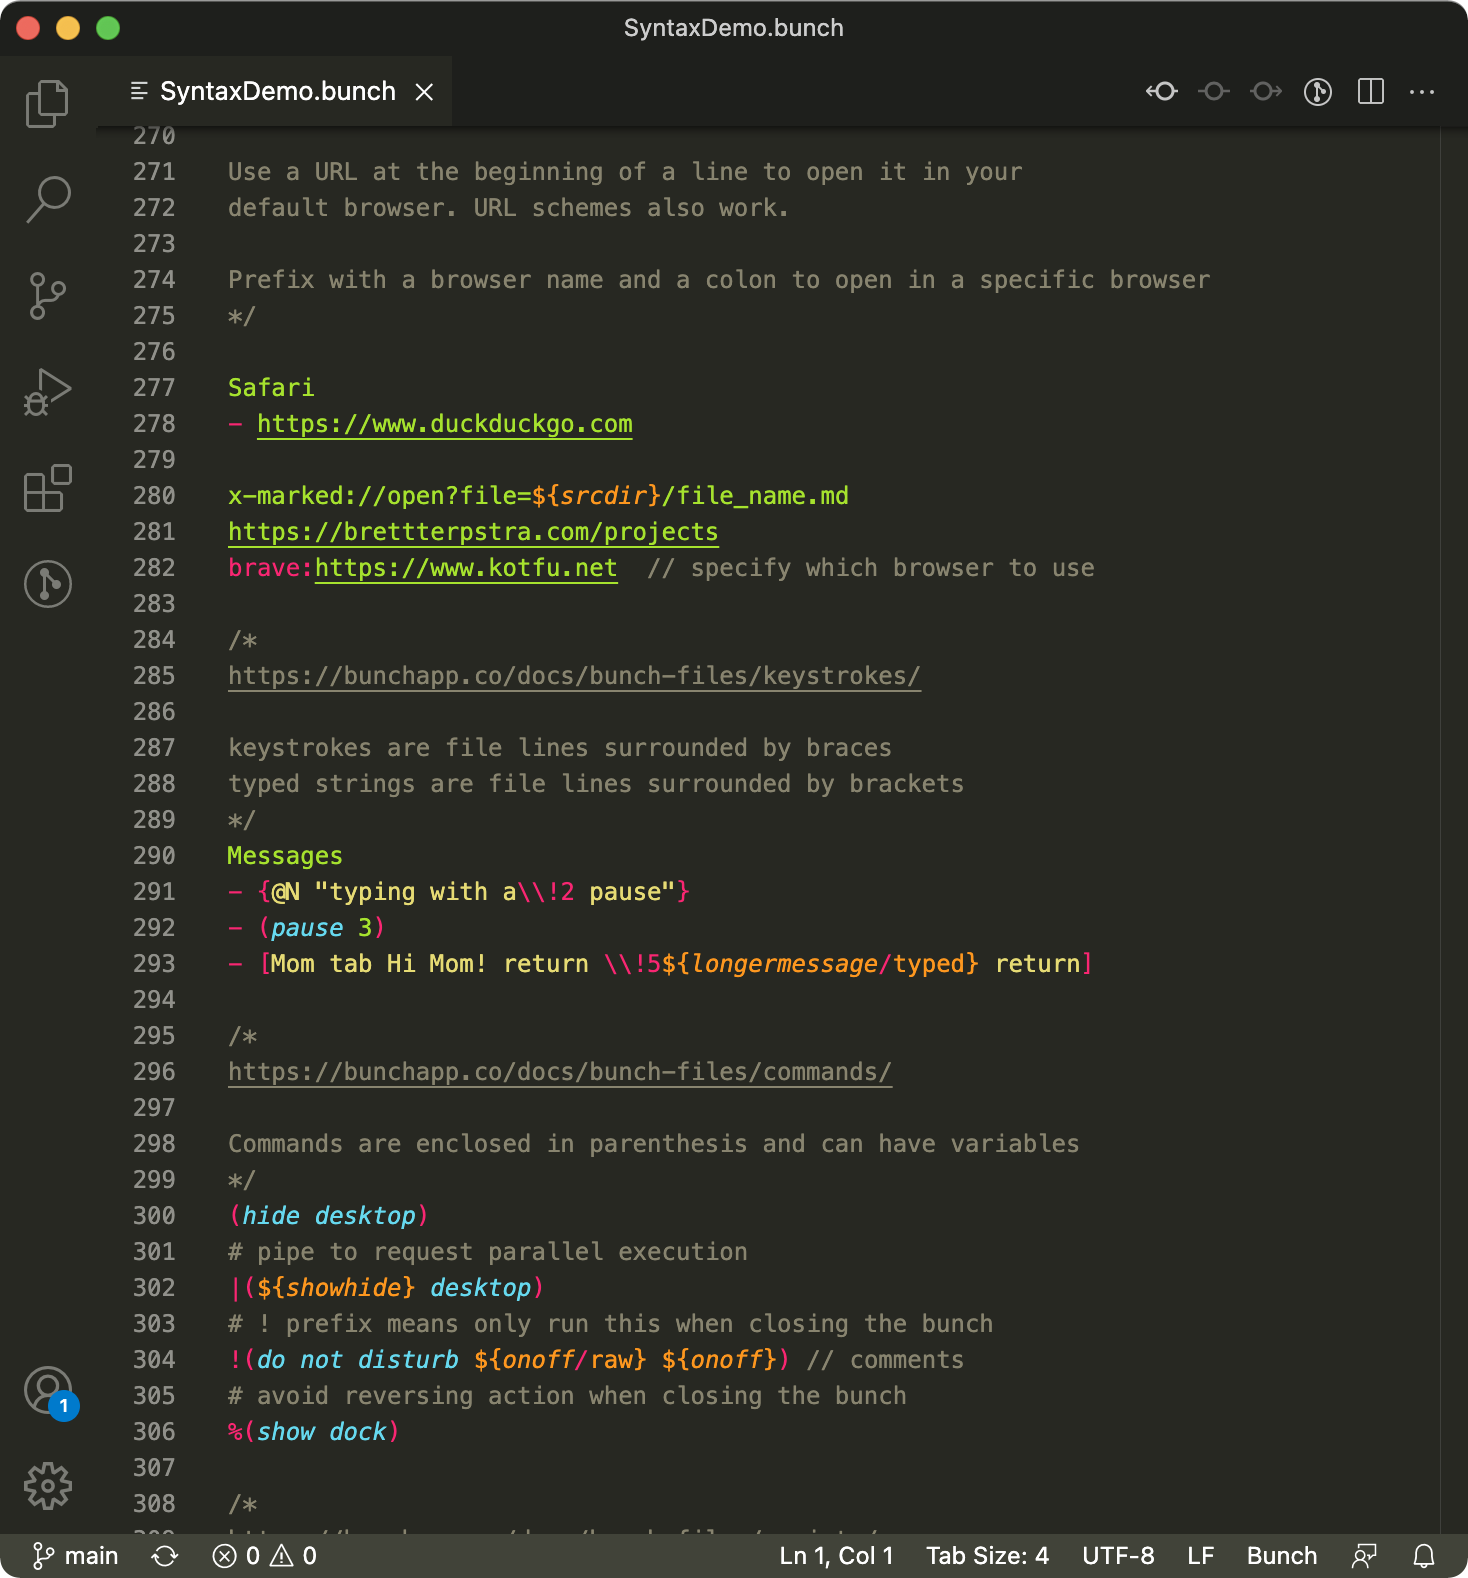 SyntaxDemo.bunch
SyntaxDemo.bunch
270
271 Use a URL at the beginning of a line to open it in your
272 default browser. URL schemes also work.
273
274 Prefix with a browser name and a colon to open in a specific browser
275 */
276
277 Safari
278 - https://www.duckduckgo.com
279
280 x-marked://open?file=${srcdir}/file_name.md
281 https://brettterpstra.com/projects
282 brave:https://www.kotfu.net  // specify which browser to use
283
284 /*
285 https://bunchapp.co/docs/bunch-files/keystrokes/
286
287 keystrokes are file lines surrounded by braces
288 typed strings are file lines surrounded by brackets
289 */
290 Messages
291 - {@N "typing with a\\!2 pause"}
292 - (pause 3)
293 - [Mom tab Hi Mom! return \\!5${longermessage/typed} return]
294
295 /*
296 https://bunchapp.co/docs/bunch-files/commands/
297
298 Commands are enclosed in parenthesis and can have variables
299 */
300 (hide desktop)
301 # pipe to request parallel execution
302 |(${showhide} desktop)
303 # ! prefix means only run this when closing the bunch
304 !(do not disturb ${onoff/raw} ${onoff}) // comments
305 # avoid reversing action when closing the bunch
306 %(show dock)
307
308 /*
1
main 0 0 Ln 1, Col 1 Tab Size: 4 UTF-8 LF Bunch